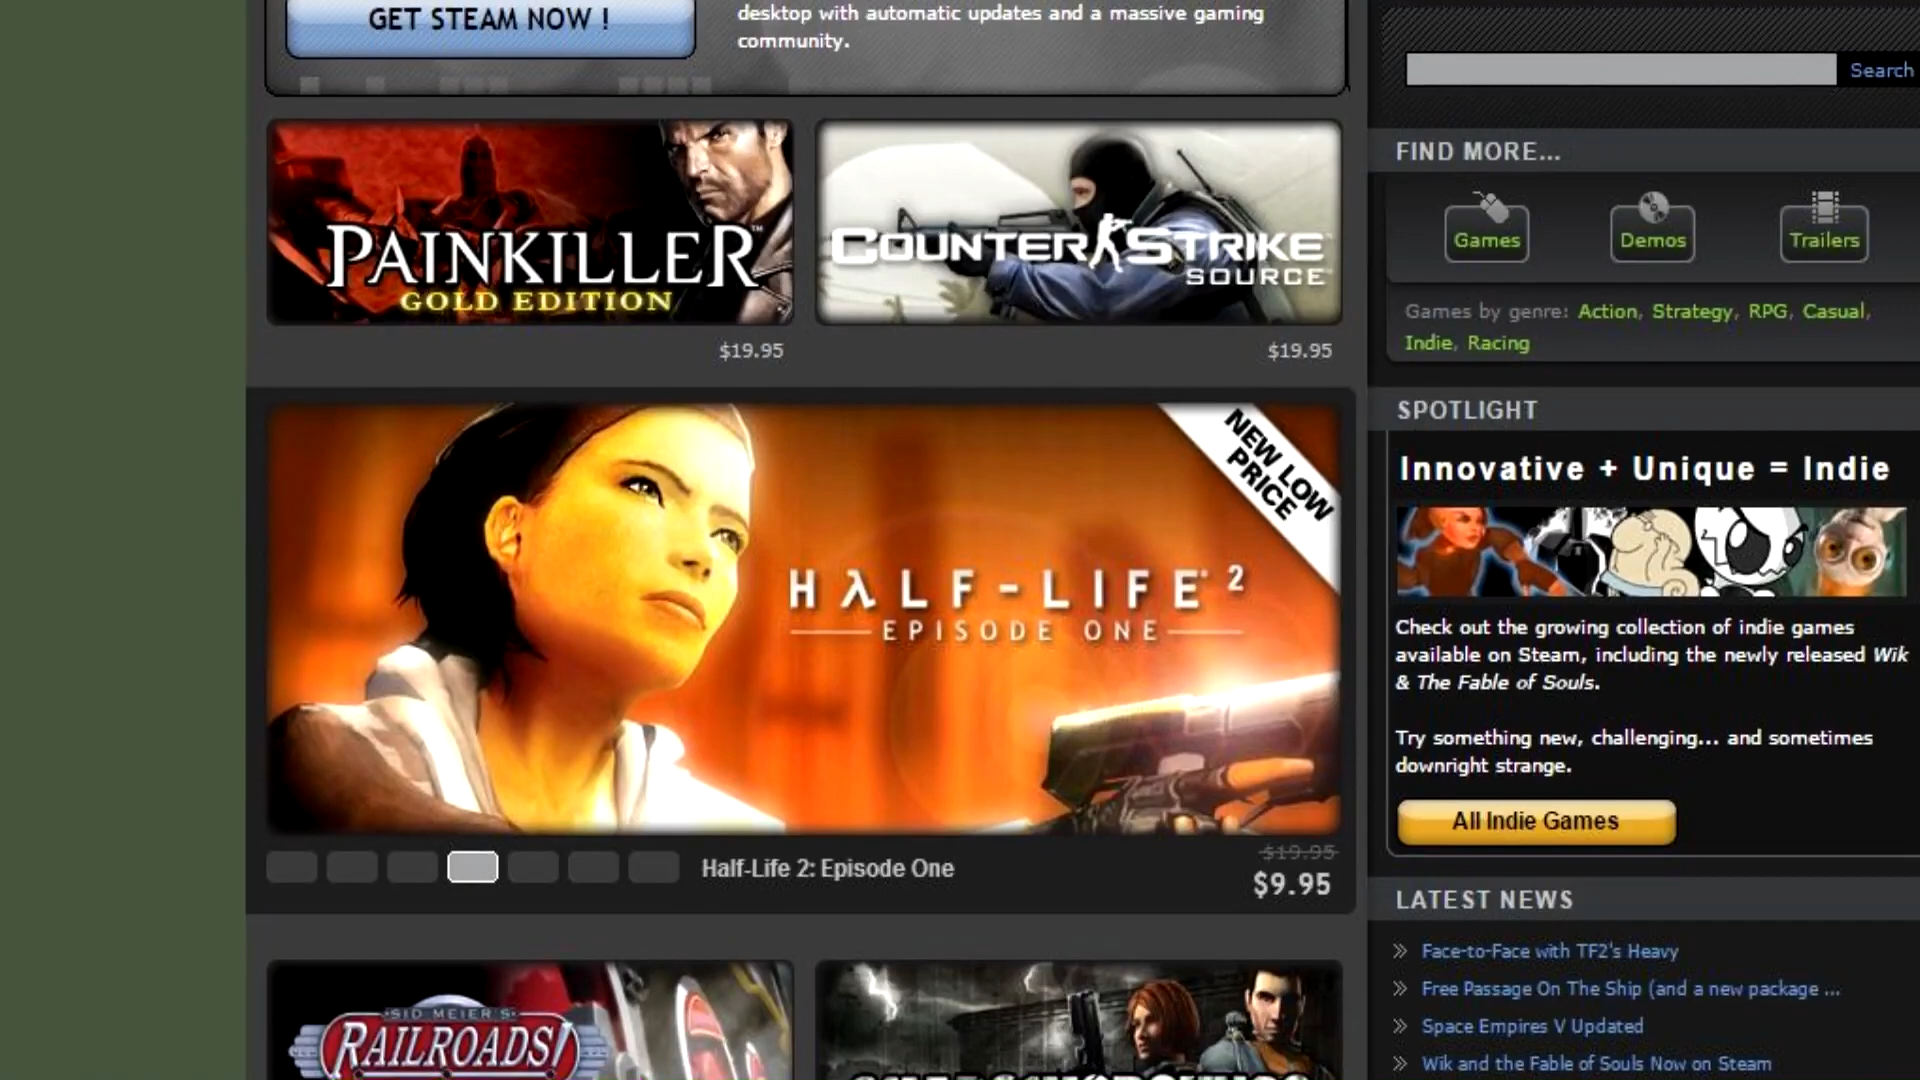 GET STEAM NOW !
desktop with automatic updates and a massive gaming
community.
Search
PAINKILLER™
GOLD EDITION
$19.95
COUNTER STRIKE
SOURCE
$19.95
FIND MORE...
Games
Demos
Trailers
Games by genre: Action, Strategy, RPG, Casual,
Indie, Racing
NEW LOW
PRICE
HλLF-LIFE 2
EPISODE ONE
Half-Life 2: Episode One
$19.95
$9.95
SPOTLIGHT
Innovative + Unique = Indie
Check out the growing collection of indie games
available on Steam, including the newly released Wik
& The Fable of Souls.
Try something new, challenging... and sometimes
downright strange.
All Indie Games
LATEST NEWS
Face-to-Face with TF2's Heavy
Free Passage On The Ship (and a new package ...
Space Empires V Updated
Wik and the Fable of Souls Now on Steam
SID MEIER'S
RAILROADS!